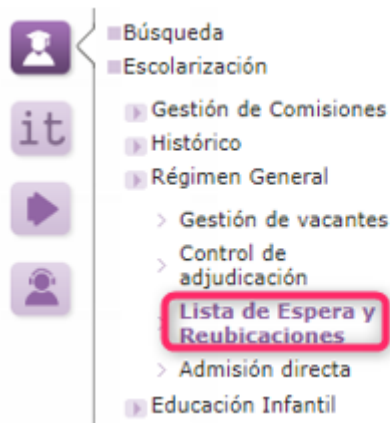 Búsqueda
Escolarización
Gestión de Comisiones
it
Histórico
Régimen General
Gestión de vacantes
Control de
adjudicación
Lista de Espera y
Reubicaciones
Admisión directa
Educación Infantil